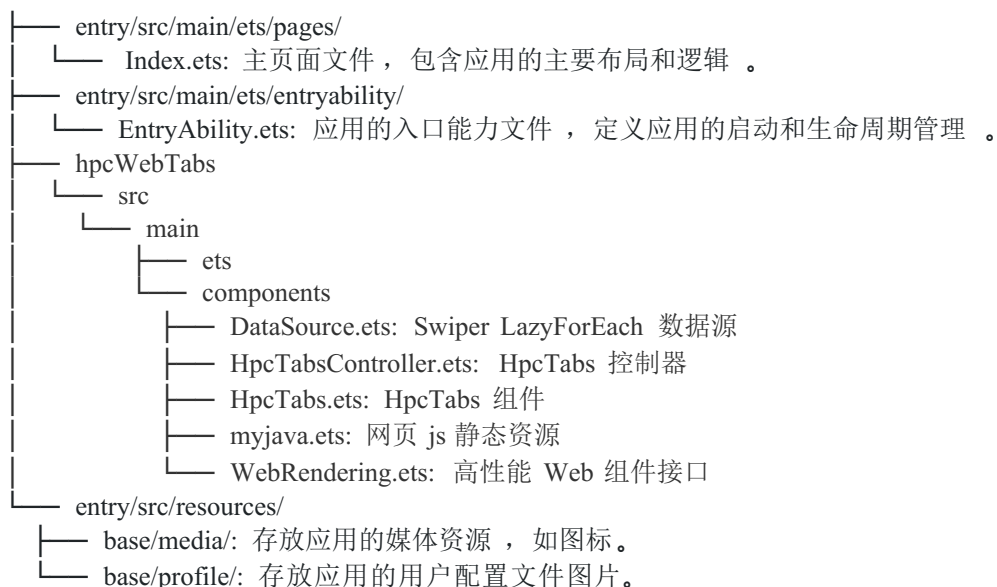 ├── entry/src/main/ets/pages/
│ └── Index.ets: 主页面文件 ，包含应用的主要布局和逻辑 。
├── entry/src/main/ets/entryability/
│ └── EntryAbility.ets: 应用的入口能力文件 ，定义应用的启动和生命周期管理 。
├── hpcWebTabs
│ └── src
│ └── main
│ ├── ets
│ └── components
│ ├── DataSource.ets: Swiper LazyForEach 数据源
│ ├── HpcTabsController.ets: HpcTabs 控制器
│ ├── HpcTabs.ets: HpcTabs 组件
│ ├── myjava.ets: 网页 js 静态资源
│ └── WebRendering.ets: 高性能 Web 组件接口
└── entry/src/resources/
├── base/media/: 存放应用的媒体资源 ，如图标。
└── base/profile/: 存放应用的用户配置文件图片。